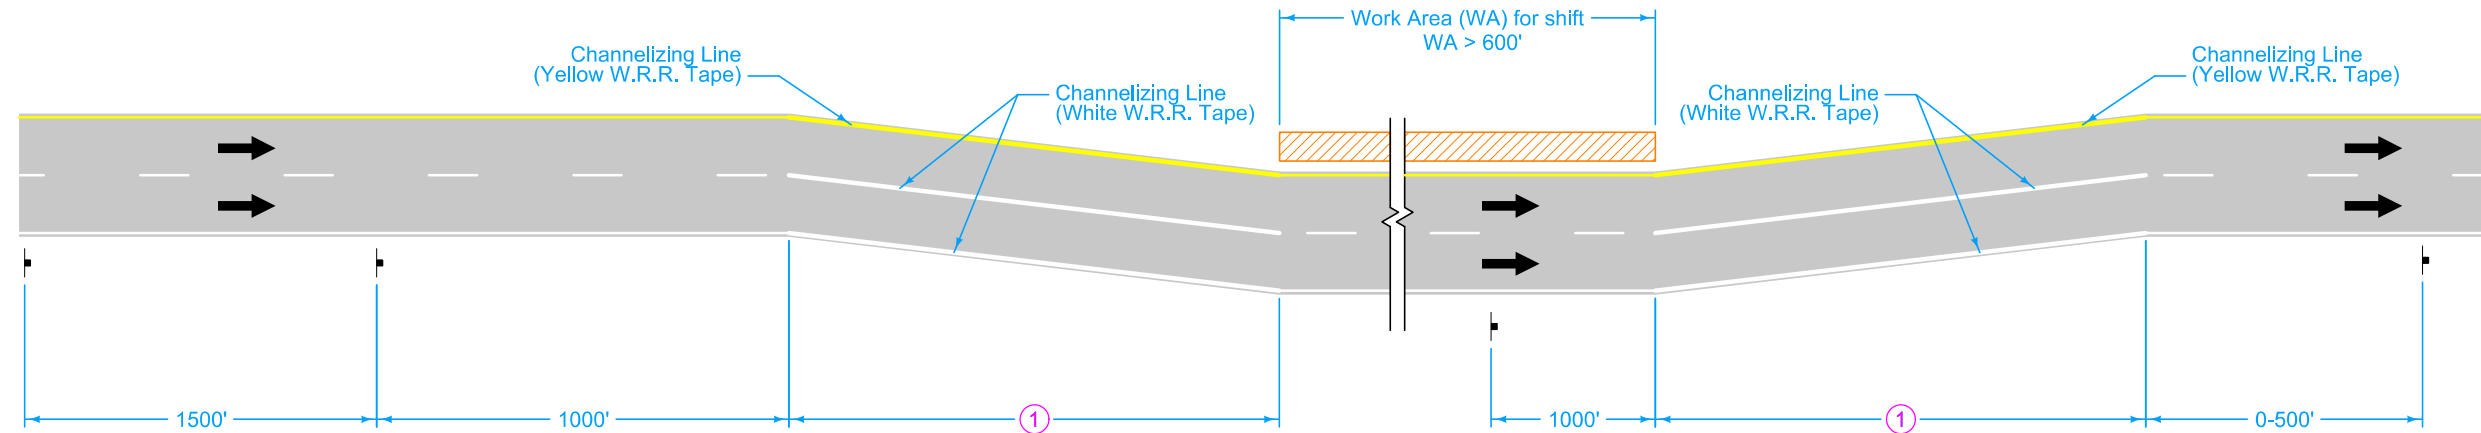 Work Area (WA) for shift
WA > 600'
Channelizing Line
(Yellow W.R.R. Tape)
Channelizing Line
(White W.R.R. Tape)
Channelizing Line
(White W.R.R. Tape)
Channelizing Line
(Yellow W.R.R. Tape)
1500'
1000'
1
1000'
1
0-500'